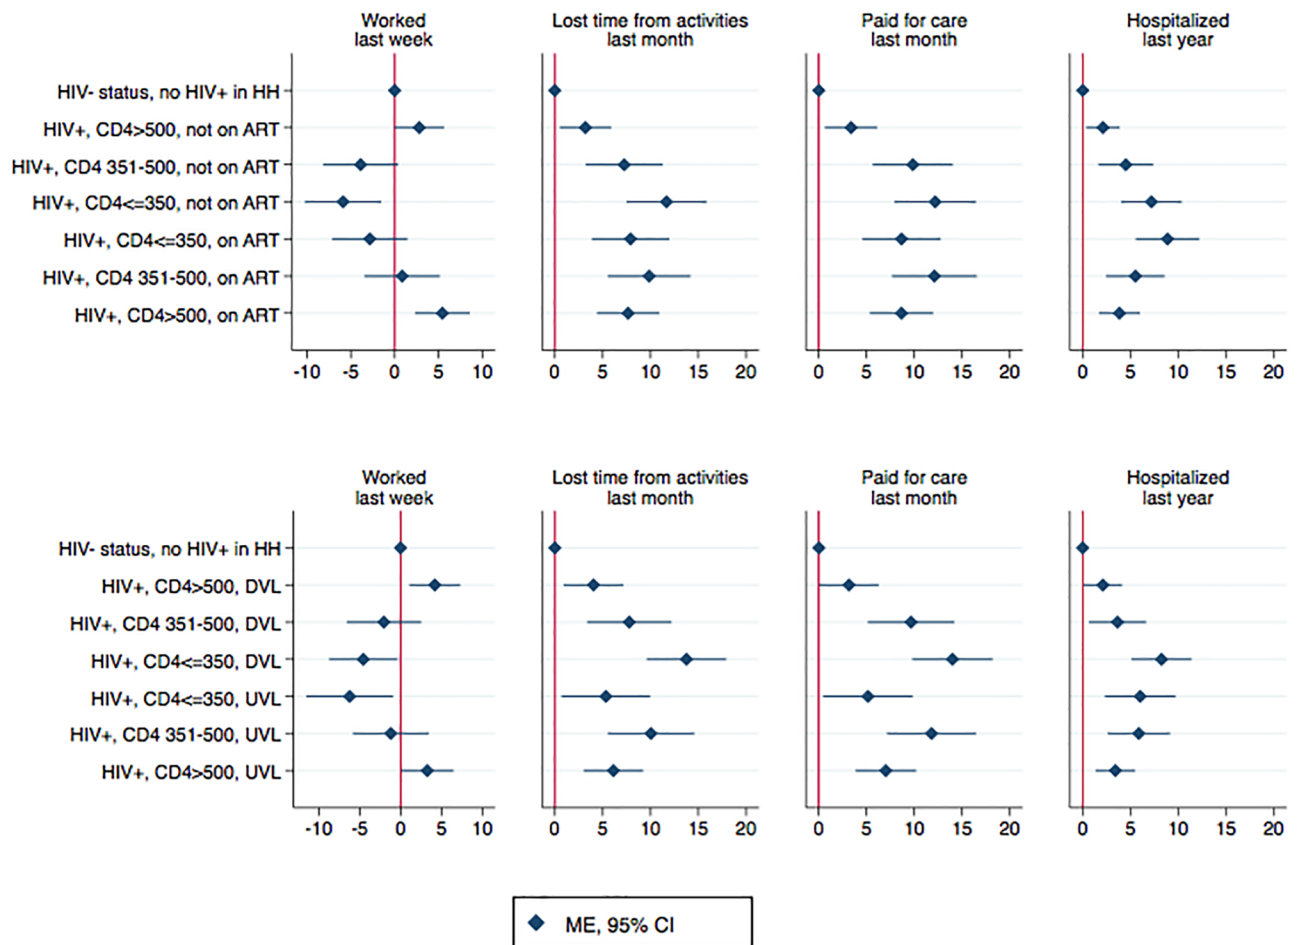 Worked
last week
Lost time from activities
last month
Paid for care
last month
Hospitalized
last year
HIV- status, no HIV+ in HH
HIV+, CD4>500, not on ART
HIV+, CD4 351-500, not on ART
HIV+, CD4<=350, not on ART
HIV+, CD4<=350, on ART
HIV+, CD4 351-500, on ART
HIV+, CD4>500, on ART
-10 -5 0 5 10
0 5 10 15 20
0 5 10 15 20
0 5 10 15 20
Worked
last week
Lost time from activities
last month
Paid for care
last month
Hospitalized
last year
HIV- status, no HIV+ in HH
HIV+, CD4>500, DVL
HIV+, CD4 351-500, DVL
HIV+, CD4<=350, DVL
HIV+, CD4<=350, UVL
HIV+, CD4 351-500, UVL
HIV+, CD4>500, UVL
-10 -5 0 5 10
0 5 10 15 20
0 5 10 15 20
0 5 10 15 20
ME, 95% CI